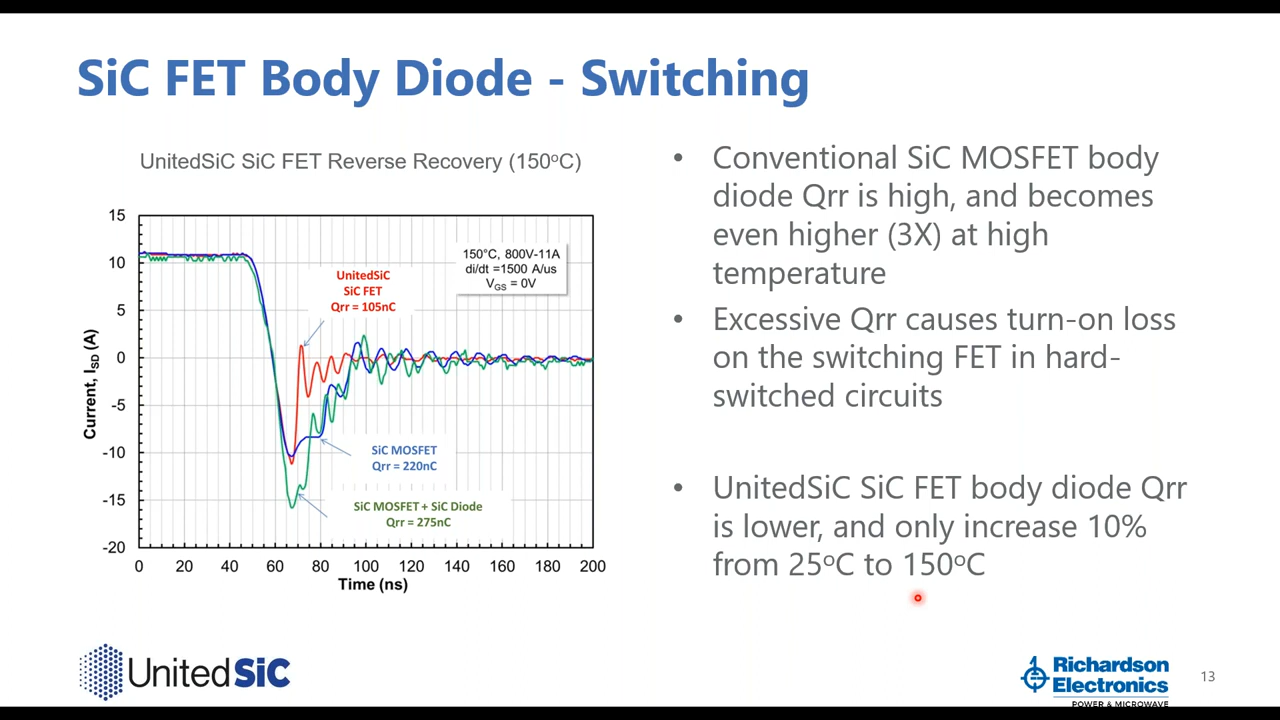 SiC FET Body Diode - Switching
UnitedSiC SiC FET Reverse Recovery (150ºC)
15
10
5
0
-5
-10
-15
-20
Current, ISD (A)
0 20 40 60 80 100 120 140 160 180 200
Time (ns)
150°C, 800V-11A
di/dt =1500 A/us
VGS = 0V
UnitedSiC
SiC FET
Qrr = 105nC
SiC MOSFET
Qrr = 220nC
SiC MOSFET + SiC Diode
Qrr = 275nC
• Conventional SiC MOSFET body
diode Qrr is high, and becomes
even higher (3X) at high
temperature
• Excessive Qrr causes turn-on loss
on the switching FET in hard-
switched circuits
• UnitedSiC SiC FET body diode Qrr
is lower, and only increase 10%
from 25ºC to 150ºC
UnitedSiC
Richardson
Electronics
POWER & MICROWAVE
13